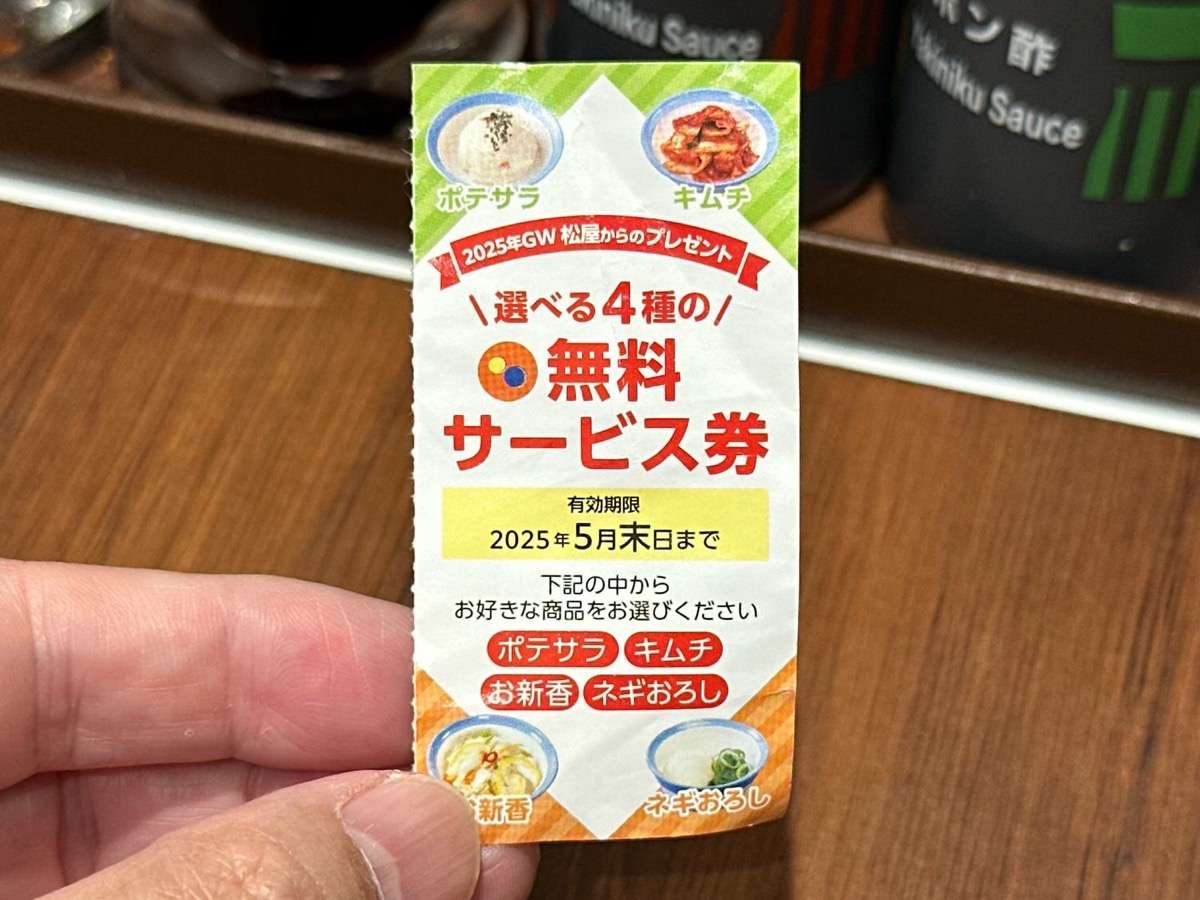 kiniku Sauce
ポン酢
Yakiniku Sauce
ポテサラ
キムチ
2025年GW 松屋からのプレゼント
選べる4種の
無料
サービス券
有効期限
2025年5月末日まで
下記の中から
お好きな商品をお選びください
ポテサラ キムチ
お新香 ネギおろし
新香
ネギおろし